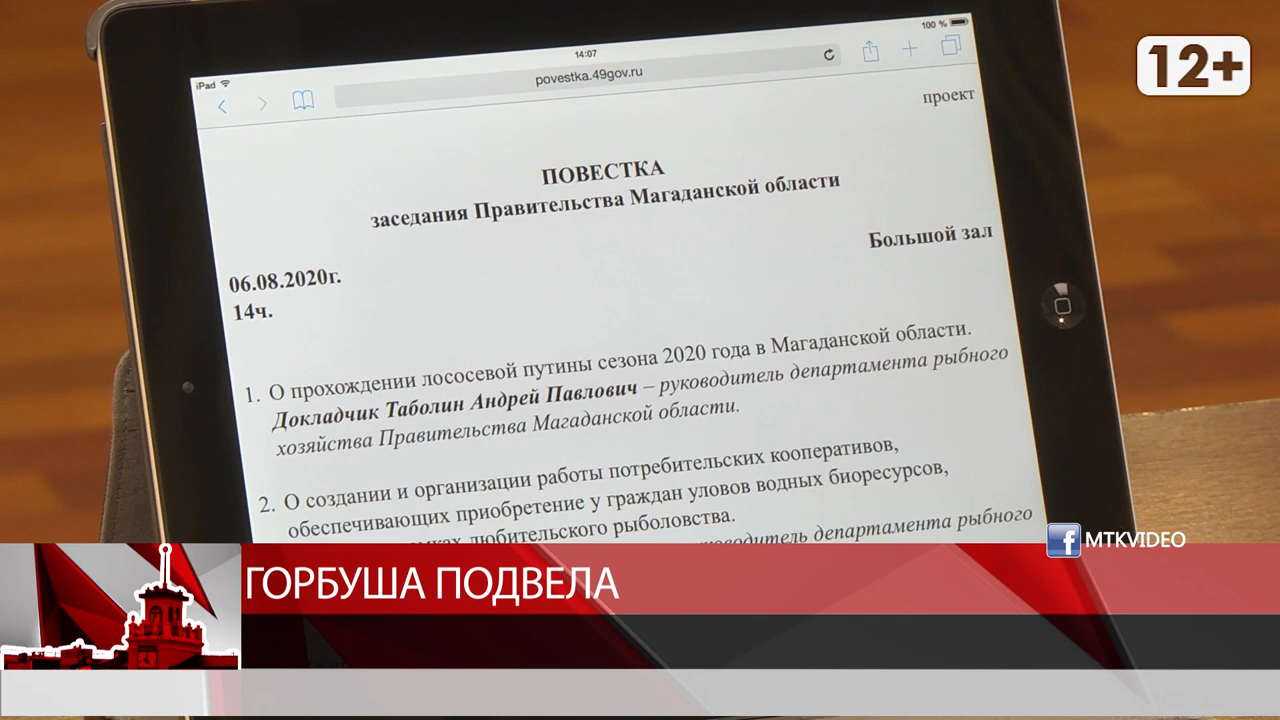 12+
iPad
14:07
100 %
povestka.49gov.ru
проект
ПОВЕСТКА
заседания Правительства Магаданской области
Большой зал
06.08.2020г.
14ч.
1. О прохождении лососевой путины сезона 2020 года в Магаданской области.
Докладчик Таболин Андрей Павлович – руководитель департамента рыбного
хозяйства Правительства Магаданской области.
2. О создании и организации работы потребительских кооперативов,
обеспечивающих приобретение у граждан уловов водных биоресурсов,
любительского рыболовства.
департамента рыбного
f MTKVIDEO
ГОРБУША ПОДВЕЛА